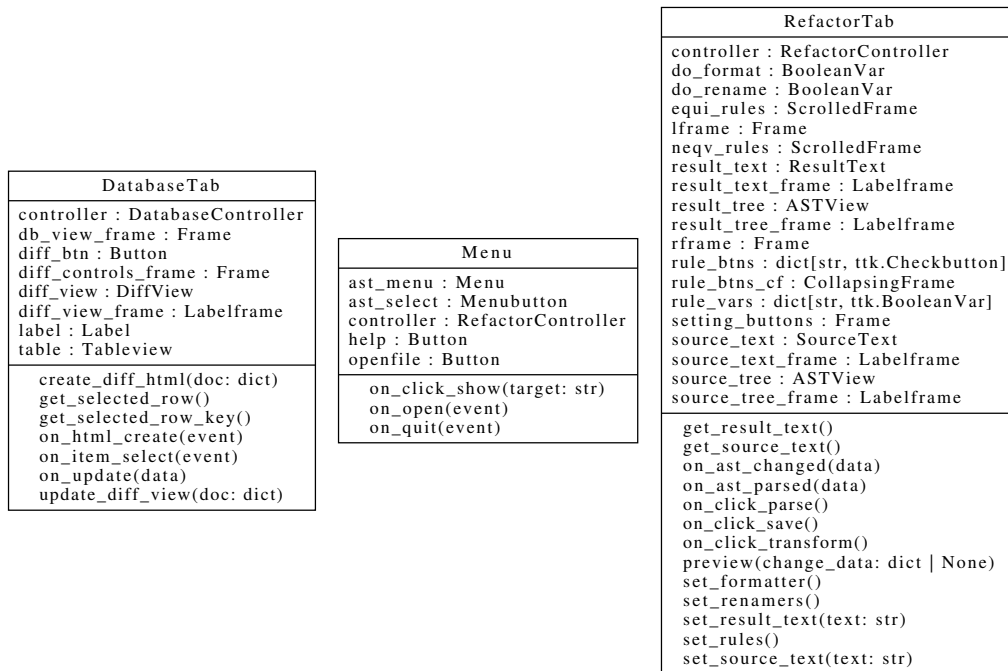 DatabaseTab
controller : DatabaseController
db_view_frame : Frame
diff_btn : Button
diff_controls_frame : Frame
diff_view : DiffView
diff_view_frame : Labelframe
label : Label
table : Tableview
create_diff_html(doc: dict)
get_selected_row()
get_selected_row_key()
on_html_create(event)
on_item_select(event)
on_update(data)
update_diff_view(doc: dict)
Menu
ast_menu : Menu
ast_select : Menubutton
controller : RefactorController
help : Button
openfile : Button
on_click_show(target: str)
on_open(event)
on_quit(event)
RefactorTab
controller : RefactorController
do_format : BooleanVar
do_rename : BooleanVar
equi_rules : ScrolledFrame
lframe : Frame
neqv_rules : ScrolledFrame
result_text : ResultText
result_text_frame : Labelframe
result_tree : ASTView
result_tree_frame : Labelframe
rframe : Frame
rule_btns : dict[str, ttk.Checkbutton]
rule_btns_cf : CollapsingFrame
rule_vars : dict[str, ttk.BooleanVar]
setting_buttons : Frame
source_text : SourceText
source_text_frame : Labelframe
source_tree : ASTView
source_tree_frame : Labelframe
get_result_text()
get_source_text()
on_ast_changed(data)
on_ast_parsed(data)
on_click_parse()
on_click_save()
on_click_transform()
preview(change_data: dict | None)
set_formatter()
set_renamers()
set_result_text(text: str)
set_rules()
set_source_text(text: str)